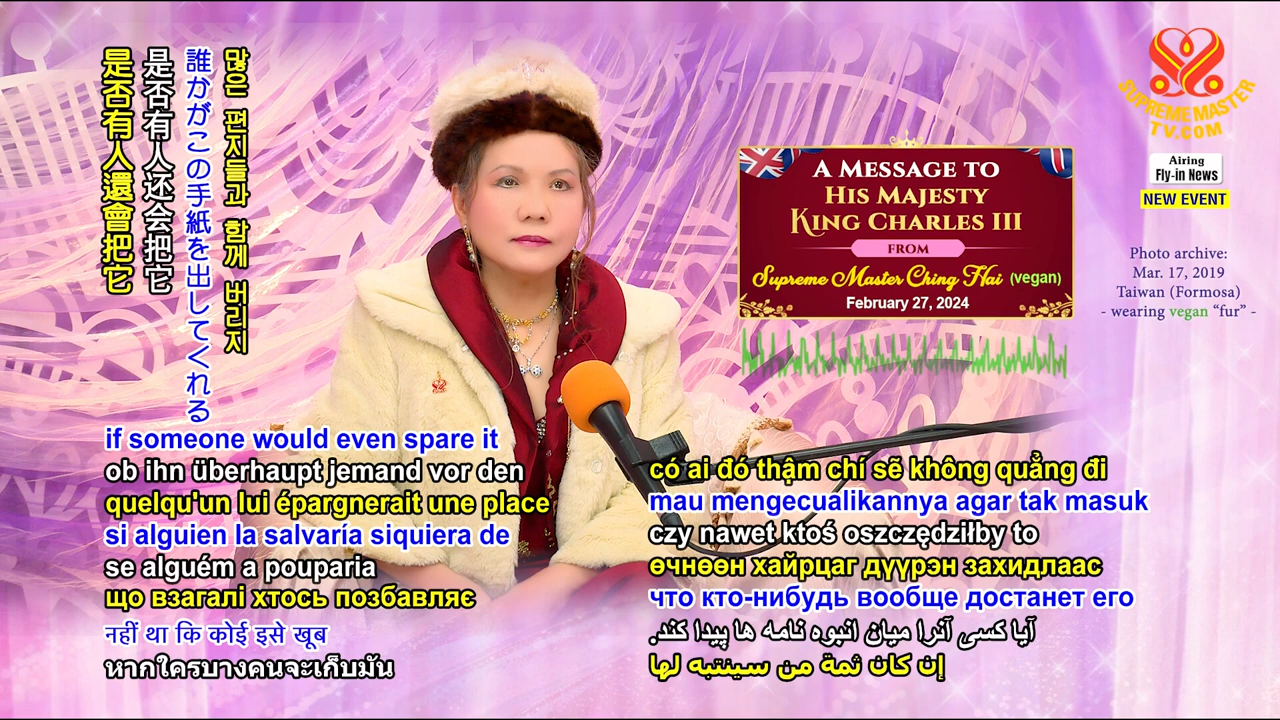 是否有人還會把它
是否有人还会把它
誰かがこの手紙を出してくれる
많은 편지들과 함께 버리지
if someone would even spare it
ob ihn überhaupt jemand vor den
quelqu'un lui épargnerait une place
si alguien la salvaría siquiera de
se alguém a pouparia
що взагалі хтось позбавляє
नहीं था कि कोई इसे खूब
หากใครบางคนจะเก็บมัน
A MESSAGE TO
HIS MAJESTY
KING CHARLES III
FROM
Supreme Master Ching Hai (vegan)
February 27, 2024
có ai đó thậm chí sẽ không quẳng đi
mau mengecualikannya agar tak masuk
czy nawet ktoś oszczędziłby to
өчнөөн хайрцаг дүүрэн захидлаас
что кто-нибудь вообще достанет его
آیا کسی آنرا میان انبوه نامه ها پیدا کند.
إن كان ثمة من سينتبه لها
SUPREME MASTER
TV.COM
Airing
Fly-in News
NEW EVENT
Photo archive:
Mar. 17, 2019
Taiwan (Formosa)
- wearing vegan “fur” -